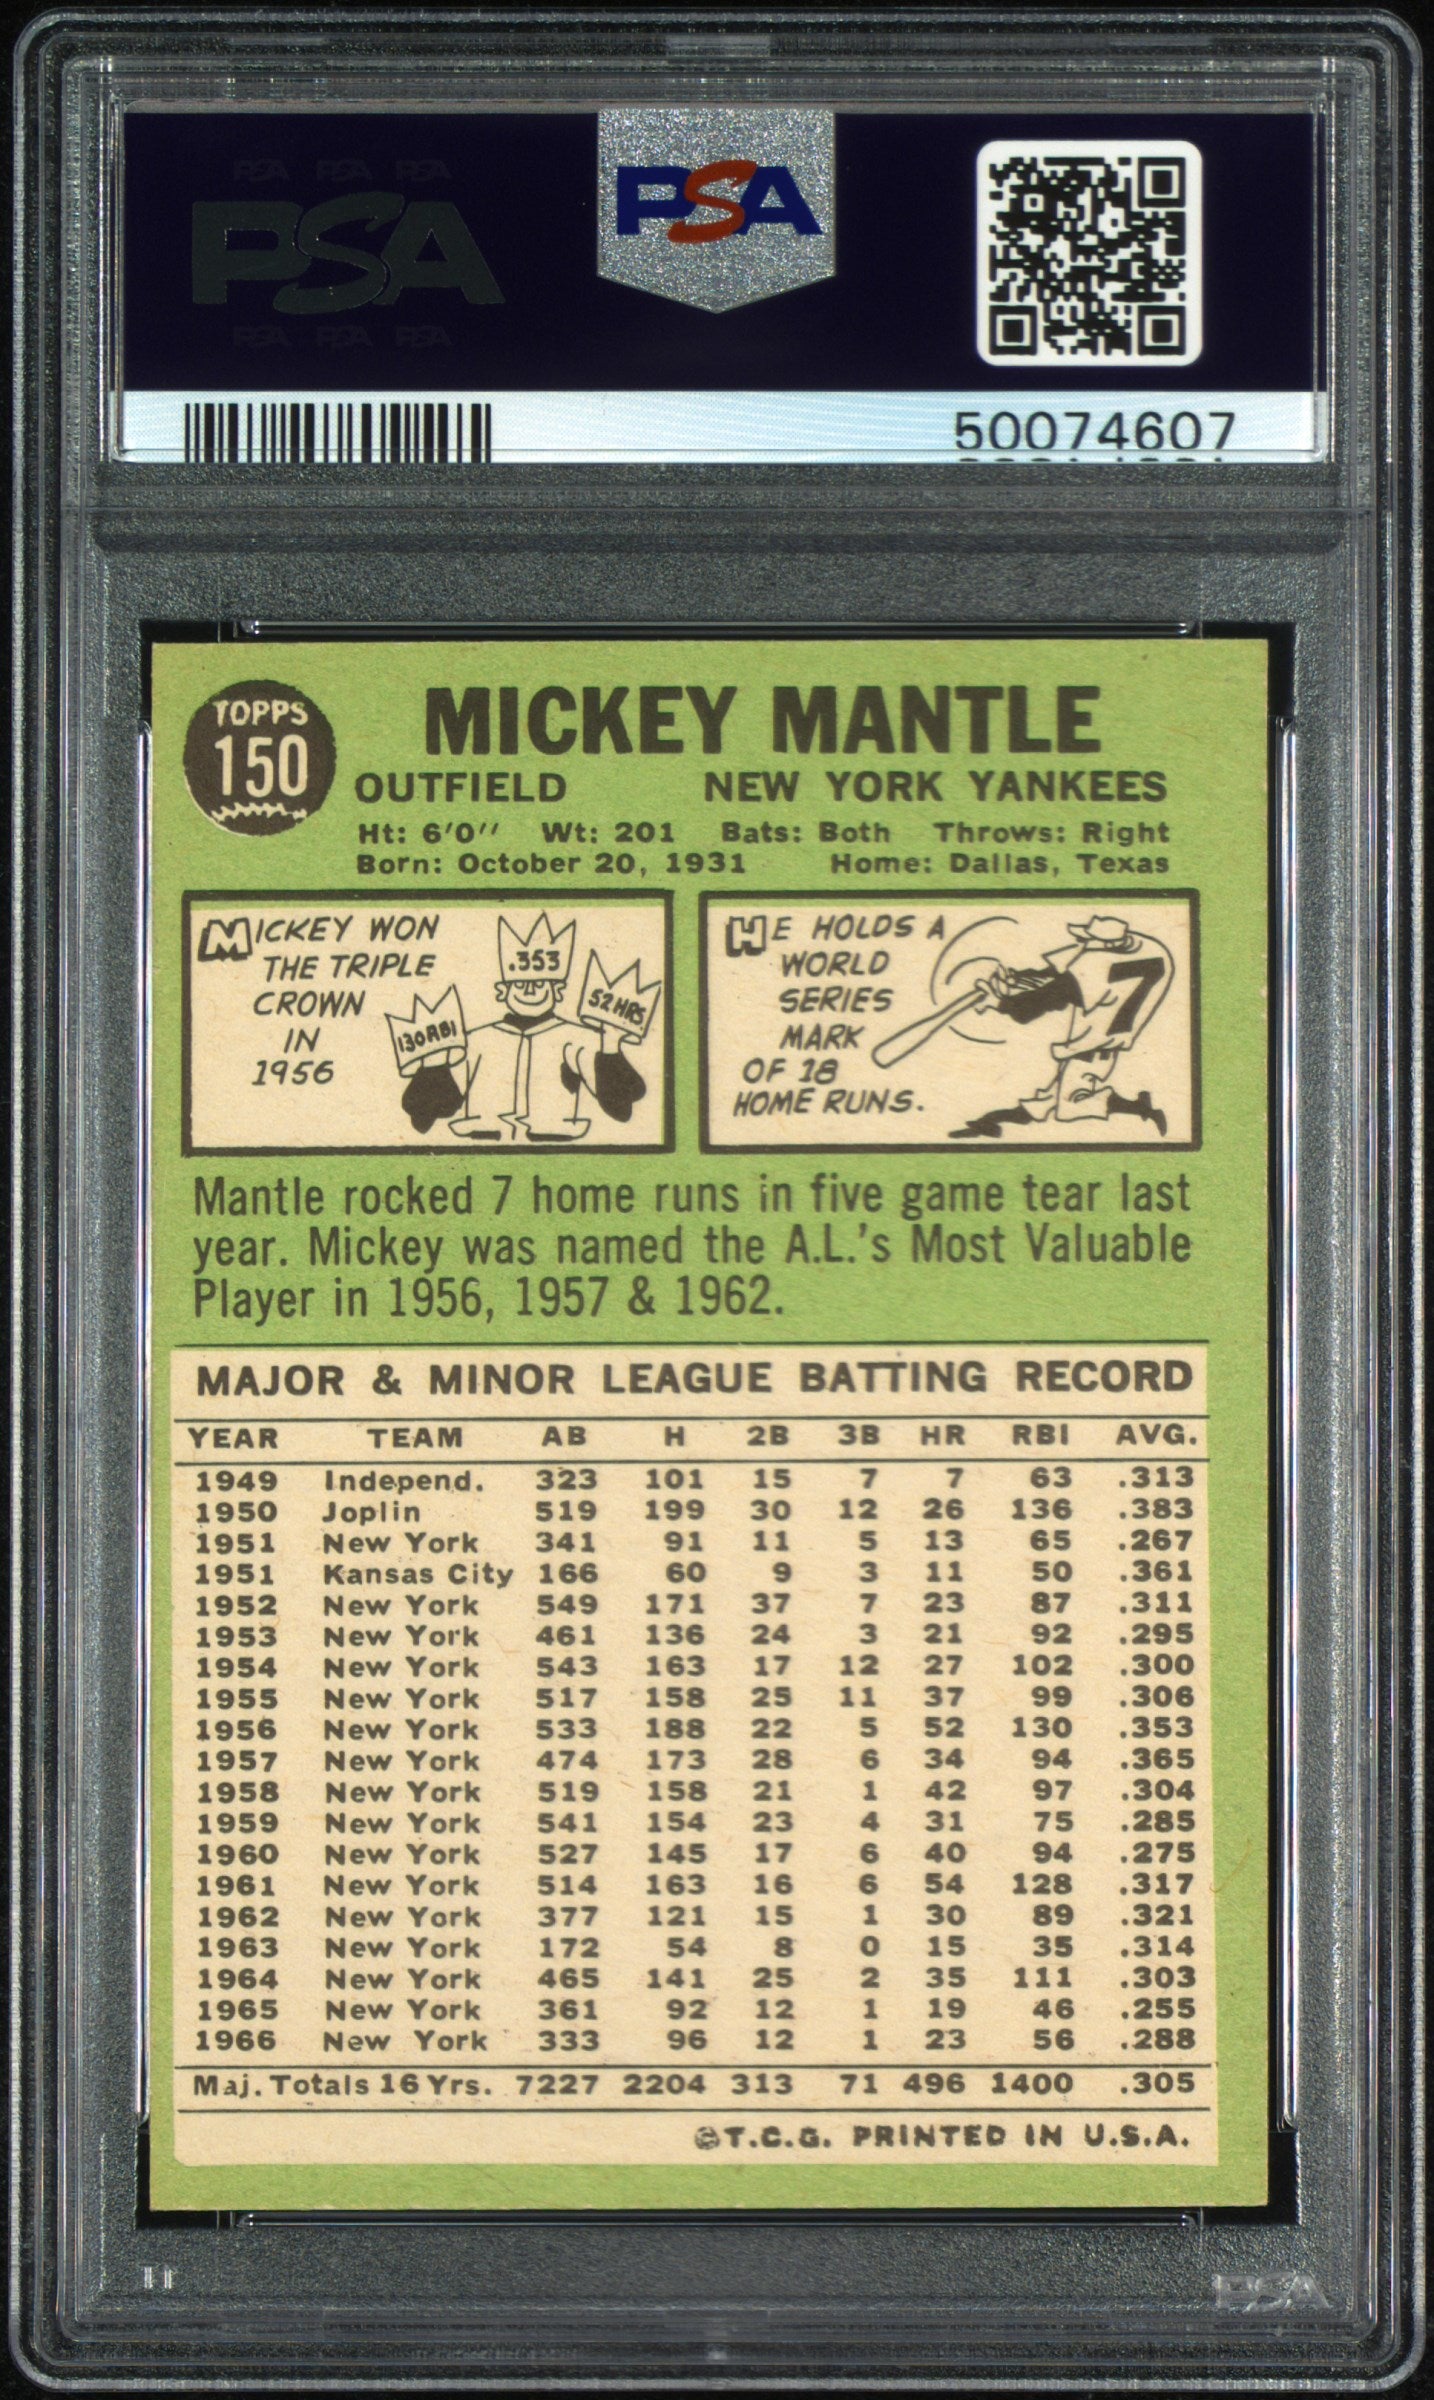 PSA PSA PSA
PSA
PSA PSA PSA
PSA
50074607
TOPPS
150
MICKEY MANTLE
OUTFIELD NEW YORK YANKEES
Ht: 6'0'' Wt: 201 Bats: Both Throws: Right
Born: October 20, 1931 Home: Dallas, Texas
MICKEY WON
THE TRIPLE
CROWN
IN
1956
.353
130 RBI
52 HRS.
HE HOLDS A
WORLD
SERIES
MARK
OF 18
HOME RUNS.
7
Mantle rocked 7 home runs in five game tear last
year. Mickey was named the A.L.'s Most Valuable
Player in 1956, 1957 & 1962.
MAJOR & MINOR LEAGUE BATTING RECORD
YEAR TEAM AB H 2B 3B HR RBI AVG.
1949 Independ. 323 101 15 7 7 63 .313
1950 Joplin 519 199 30 12 26 136 .383
1951 New York 341 91 11 5 13 65 .267
1951 Kansas City 166 60 9 3 11 50 .361
1952 New York 549 171 37 7 23 87 .311
1953 New York 461 136 24 3 21 92 .295
1954 New York 543 163 17 12 27 102 .300
1955 New York 517 158 25 11 37 99 .306
1956 New York 533 188 22 5 52 130 .353
1957 New York 474 173 28 6 34 94 .365
1958 New York 519 158 21 1 42 97 .304
1959 New York 541 154 23 4 31 75 .285
1960 New York 527 145 17 6 40 94 .275
1961 New York 514 163 16 6 54 128 .317
1962 New York 377 121 15 1 30 89 .321
1963 New York 172 54 8 0 15 35 .314
1964 New York 465 141 25 2 35 111 .303
1965 New York 361 92 12 1 19 46 .255
1966 New York 333 96 12 1 23 56 .288
Maj. Totals 16 Yrs. 7227 2204 313 71 496 1400 .305
©T.C.G. PRINTED IN U.S.A.
PSA